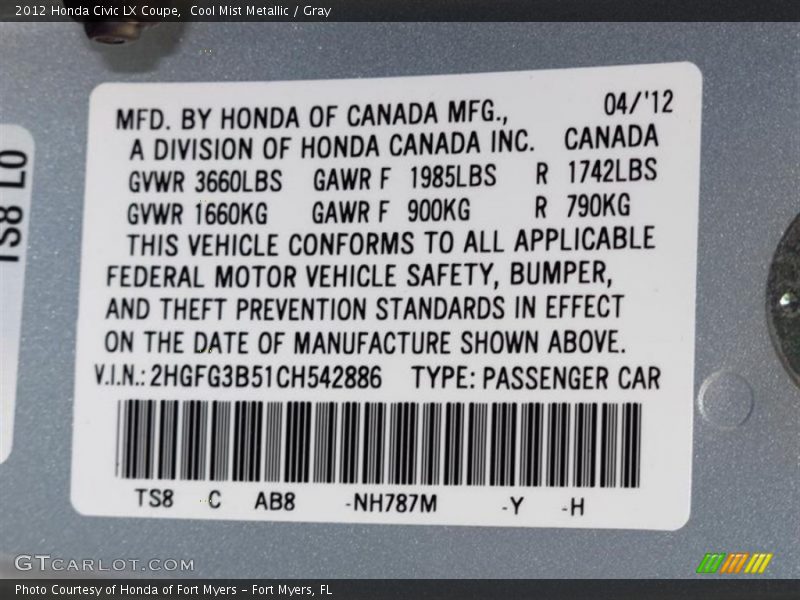 2012 Honda Civic LX Coupe,  Cool Mist Metallic / Gray
TS8 LO
MFD. BY HONDA OF CANADA MFG., 04/'12
A DIVISION OF HONDA CANADA INC. CANADA
GVWR 3660LBS GAWR F 1985LBS R 1742LBS
GVWR 1660KG GAWR F 900KG R 790KG
THIS VEHICLE CONFORMS TO ALL APPLICABLE
FEDERAL MOTOR VEHICLE SAFETY, BUMPER,
AND THEFT PREVENTION STANDARDS IN EFFECT
ON THE DATE OF MANUFACTURE SHOWN ABOVE.
V.I.N.: 2HGFG3B51CH542886 TYPE: PASSENGER CAR
TS8 C AB8 -NH787M -Y -H
GTCARLOT.COM
Photo Courtesy of Honda of Fort Myers – Fort Myers, FL